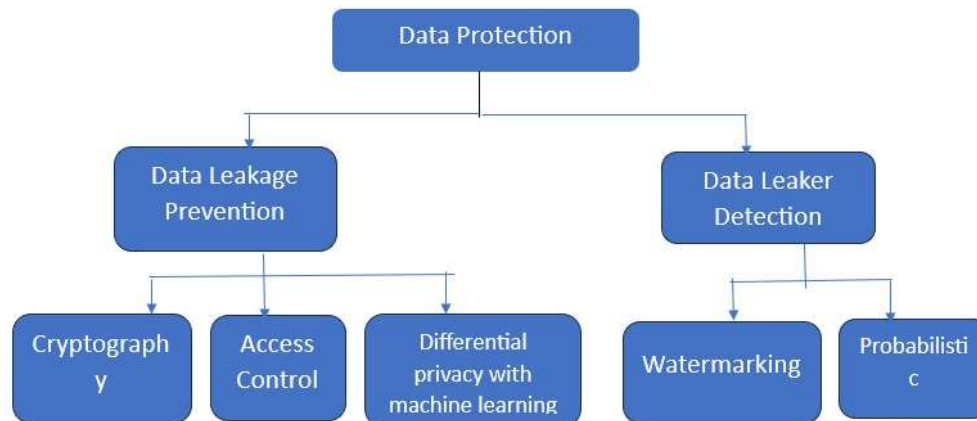 Data Protection
Data Leakage
Prevention
Data Leaker
Detection
Cryptograph
y
Access
Control
Differential
privacy with
machine learning
Watermarking
Probabilisti
c